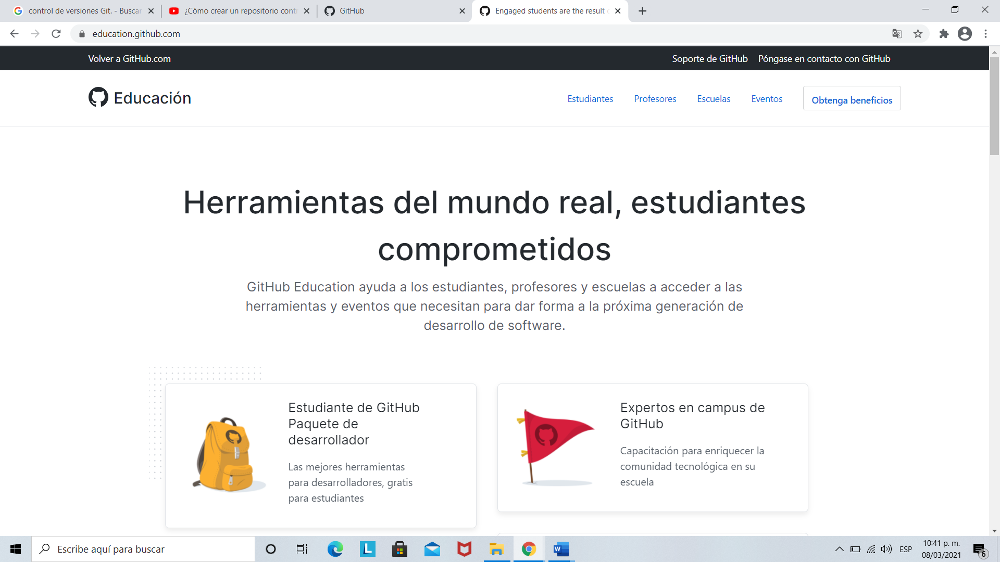 control de versiones Git. - Buscar
¿Cómo crear un repositorio cont
GitHub
Engaged students are the result
education.github.com
Volver a GitHub.com
Soporte de GitHub
Póngase en contacto con GitHub
Educación
Estudiantes
Profesores
Escuelas
Eventos
Obtenga beneficios
Herramientas del mundo real, estudiantes
comprometidos
GitHub Education ayuda a los estudiantes, profesores y escuelas a acceder a las
herramientas y eventos que necesitan para dar forma a la próxima generación de
desarrollo de software.
Estudiante de GitHub
Paquete de
desarrollador
Las mejores herramientas
para desarrolladores, gratis
para estudiantes
Expertos en campus de
GitHub
Capacitación para enriquecer la
comunidad tecnológica en su
escuela
Escribe aquí para buscar
ESP
10:41 p. m.
08/03/2021
6